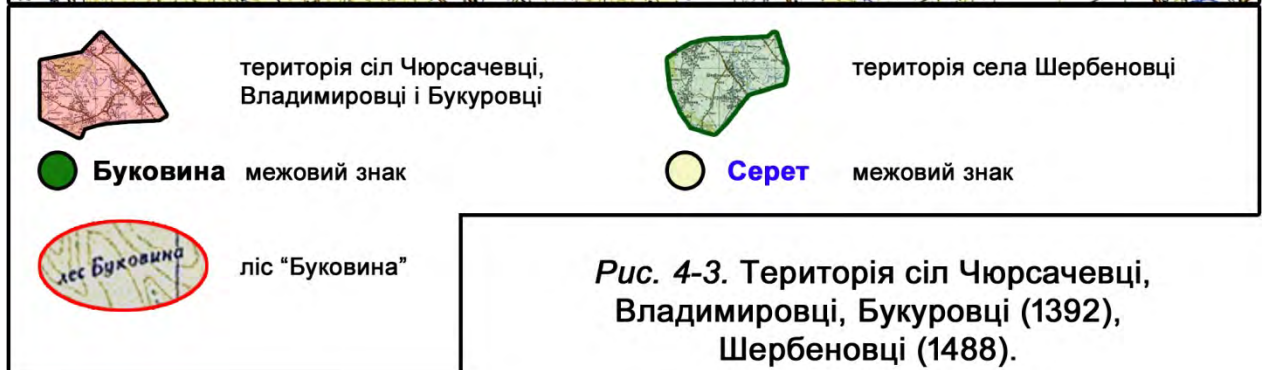 територія сіл Чюрсачевці,
Владимировці і Букуровці
територія села Шербеновці
Буковина межовий знак
Серет межовий знак
лес Буковина
ліс “Буковина”
Рис. 4-3. Територія сіл Чюрсачевці,
Владимировці, Букуровці (1392),
Шербеновці (1488).